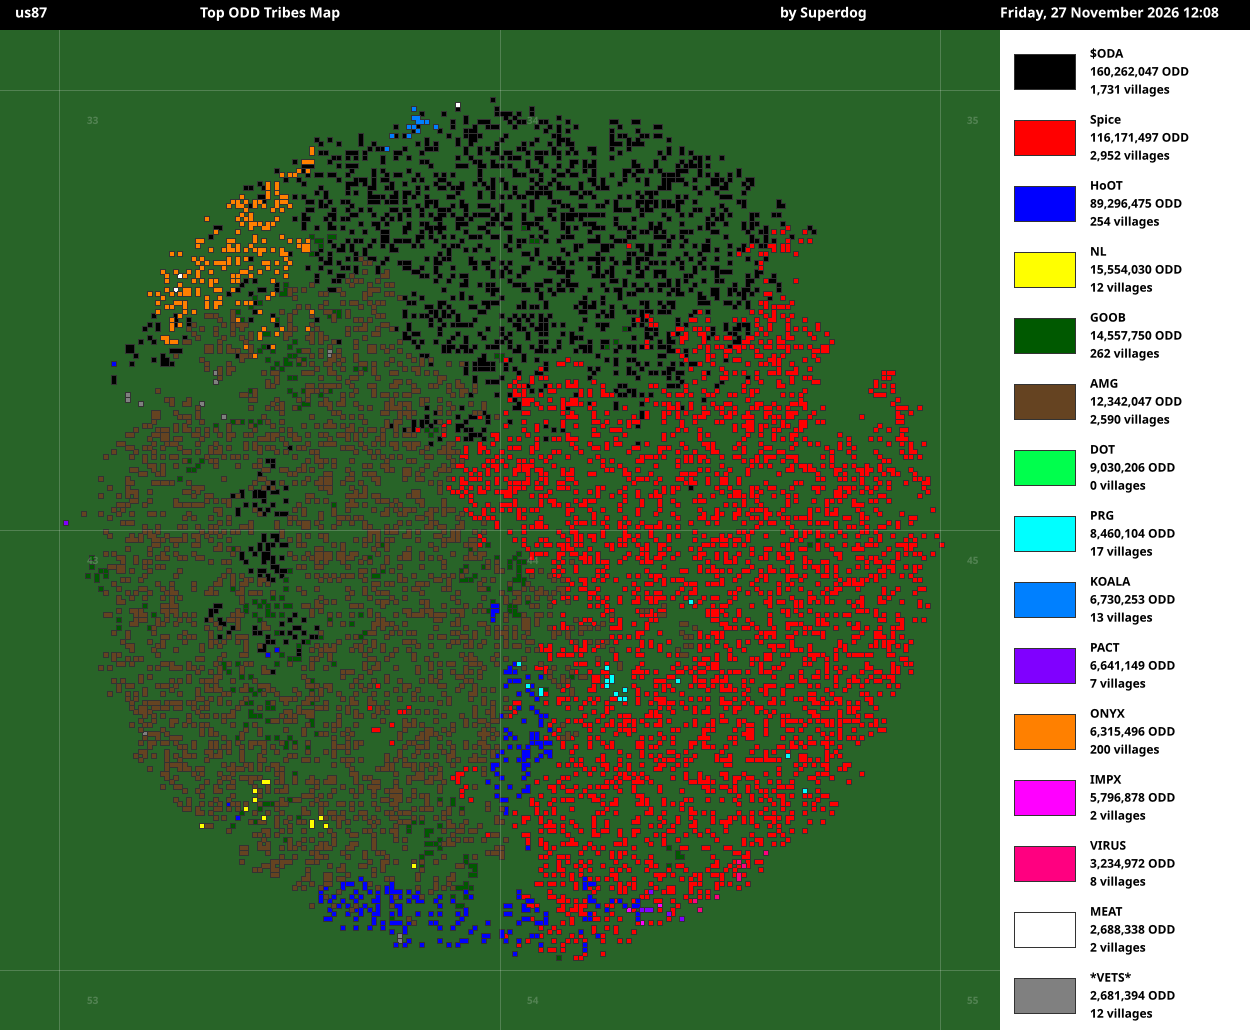 us87 Top ODD Tribes Map by Superdog Friday, 27 November 2026 12:08
33 34 35
43 44 45
53 54 55
$ODA
160,262,047 ODD
1,731 villages
Spice
116,171,497 ODD
2,952 villages
HoOT
89,296,475 ODD
254 villages
NL
15,554,030 ODD
12 villages
GOOB
14,557,750 ODD
262 villages
AMG
12,342,047 ODD
2,590 villages
DOT
9,030,206 ODD
0 villages
PRG
8,460,104 ODD
17 villages
KOALA
6,730,253 ODD
13 villages
PACT
6,641,149 ODD
7 villages
ONYX
6,315,496 ODD
200 villages
IMPX
5,796,878 ODD
2 villages
VIRUS
3,234,972 ODD
8 villages
MEAT
2,688,338 ODD
2 villages
*VETS*
2,681,394 ODD
12 villages